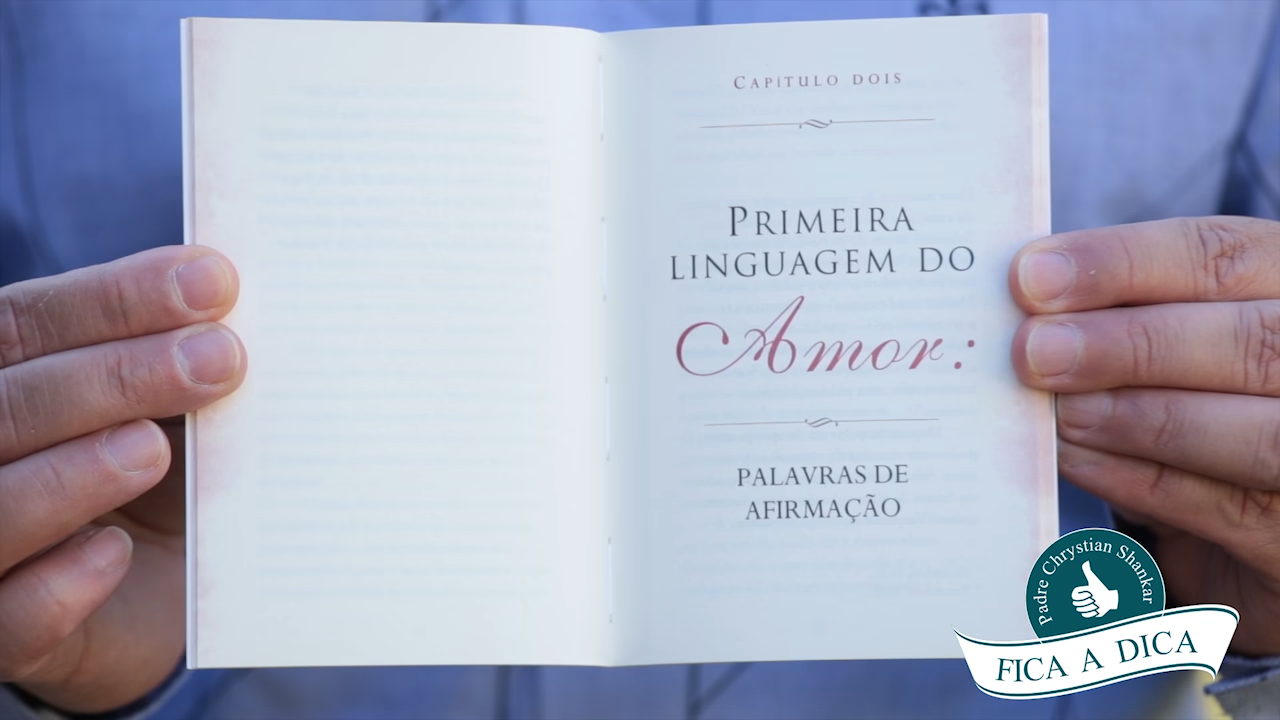 CAPÍTULO DOIS
PRIMEIRA
LINGUAGEM DO
Amor:
PALAVRAS DE
AFIRMAÇÃO
Padre Chrystian Shankar
FICA A DICA